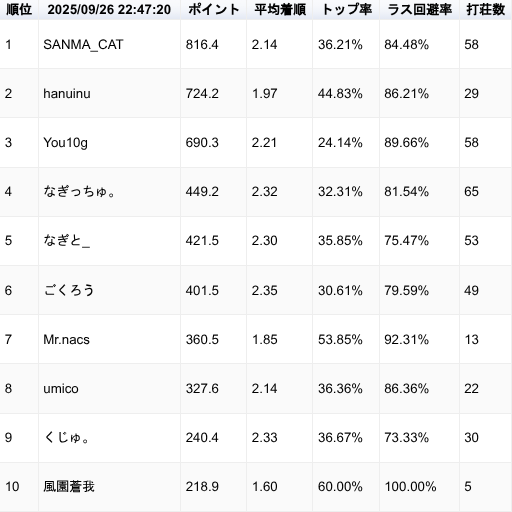 順位 2025/09/26 22:47:20 ポイント 平均着順 トップ率 ラス回避率 打荘数
1 SANMA_CAT 816.4 2.14 36.21% 84.48% 58
2 hanuinu 724.2 1.97 44.83% 86.21% 29
3 You10g 690.3 2.21 24.14% 89.66% 58
4 なぎっちゅ。 449.2 2.32 32.31% 81.54% 65
5 なぎと_ 421.5 2.30 35.85% 75.47% 53
6 ごくろう 401.5 2.35 30.61% 79.59% 49
7 Mr.nacs 360.5 1.85 53.85% 92.31% 13
8 umico 327.6 2.14 36.36% 86.36% 22
9 くじゅ。 240.4 2.33 36.67% 73.33% 30
10 風園蒼我 218.9 1.60 60.00% 100.00% 5